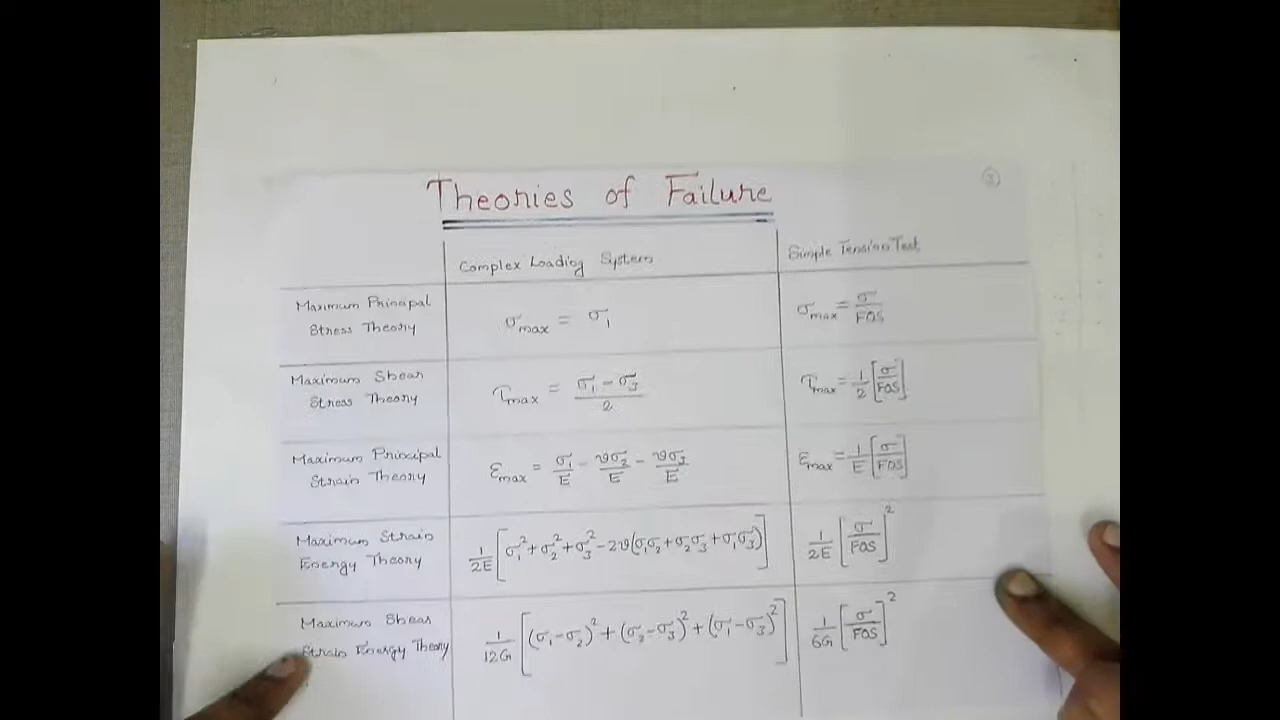 Theories of Failure
Complex Loading System
Simple Tension Test
Maximum Principal
Stress Theory
σmax = σ₁
σmax = σ/FOS
Maximum Shear
Stress Theory
τmax = (σ₁ - σ₃)/2
τmax = 1/2 [σ/FOS]
Maximum Principal
Strain Theory
εmax = σ₁/E - ϑσ₂/E - ϑσ₃/E
εmax = 1/E [σ/FOS]
Maximum Strain
Energy Theory
1/2E [σ₁² + σ₂² + σ₃² - 2ϑ(σ₁σ₂ + σ₂σ₃ + σ₁σ₃)]
1/2E [σ/FOS]²
Maximum Shear
Strain Energy Theory
1/12G [(σ₁ - σ₂)² + (σ₂ - σ₃)² + (σ₁ - σ₃)²]
1/6G [σ/FOS]²